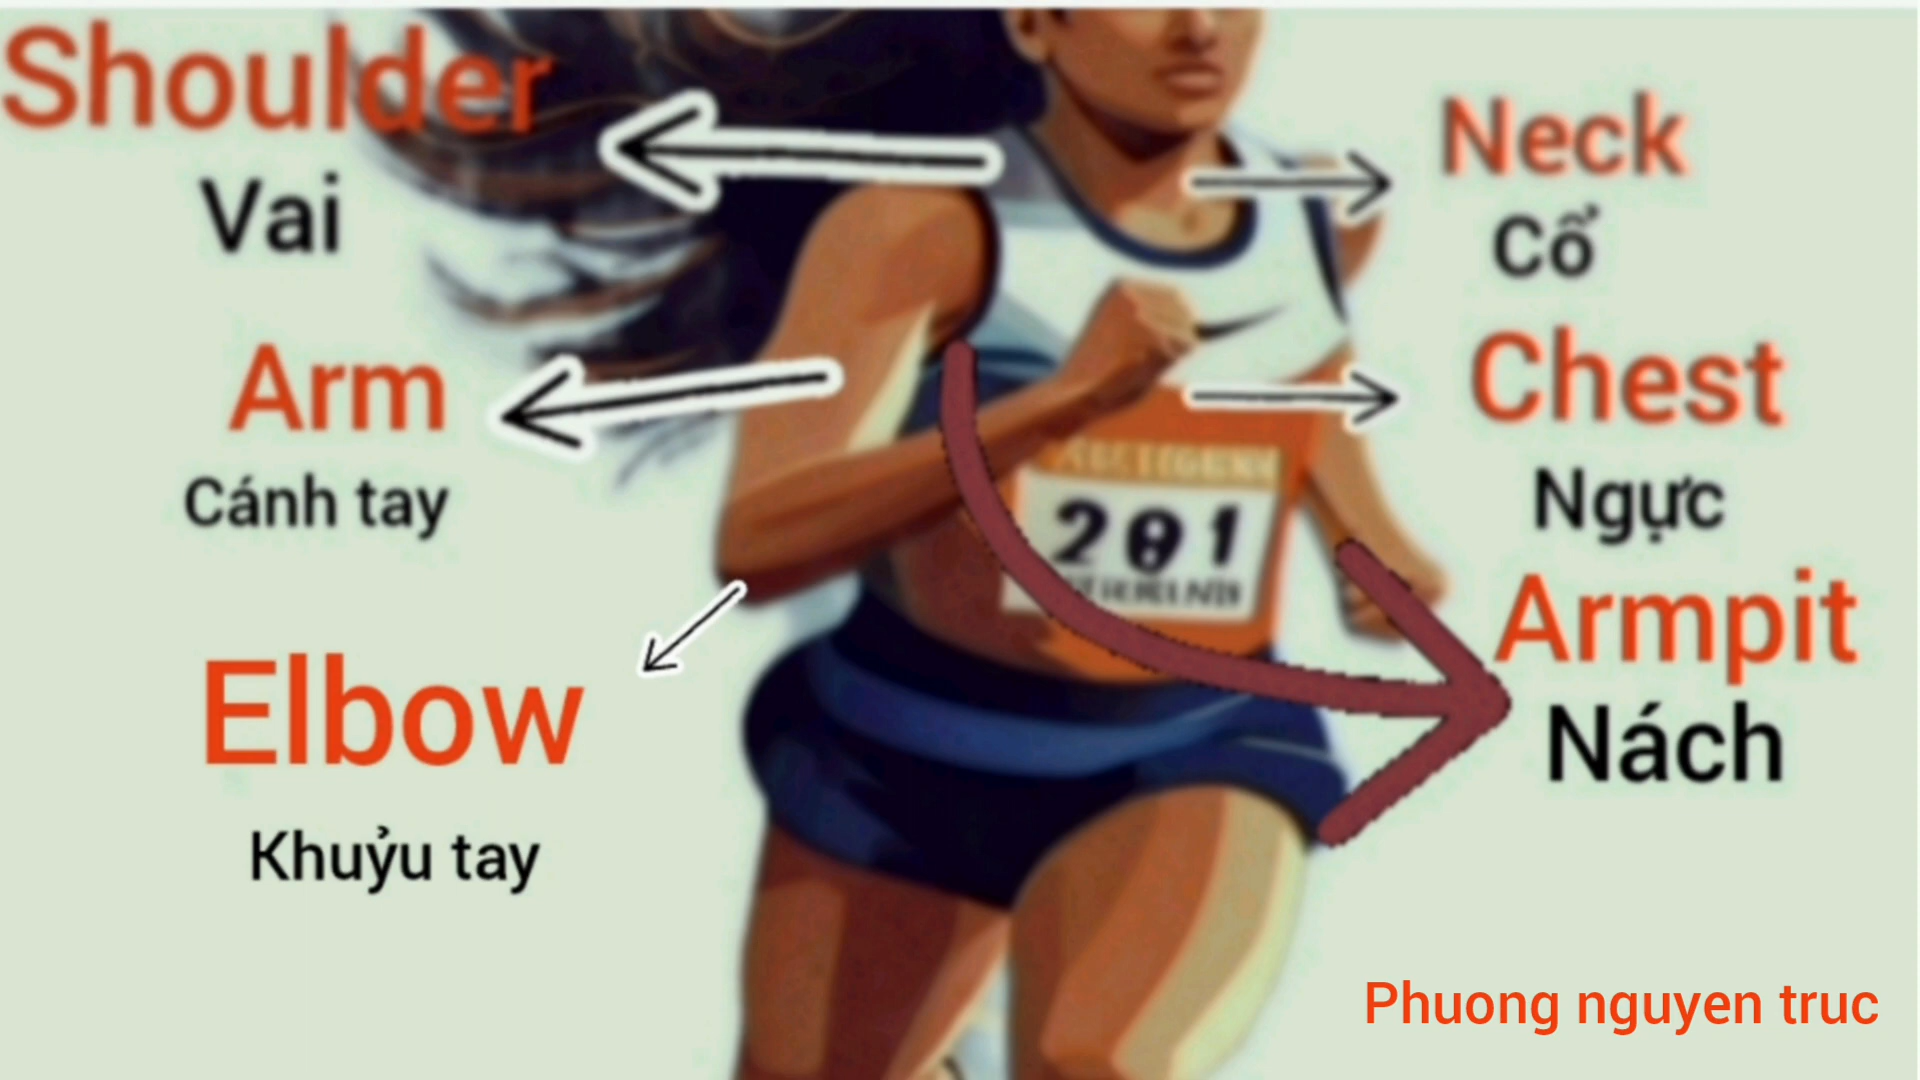 Shoulder
Vai
Arm
Cánh tay
Elbow
Khuỷu tay
Neck
Cổ
Chest
Ngực
Armpit
Nách
201
Phuong nguyen truc